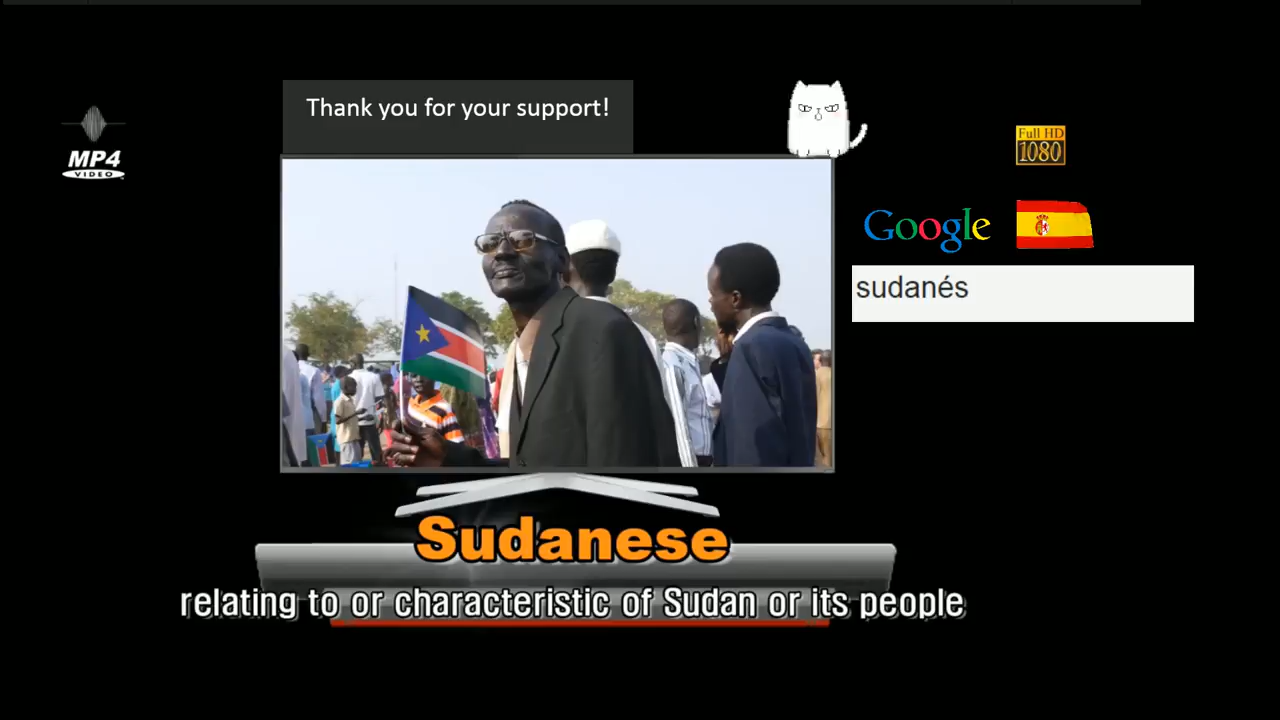 Thank you for your support!
MP4
VIDEO
Full HD
1080
Google
sudanés
Sudanese
relating to or characteristic of Sudan or its people